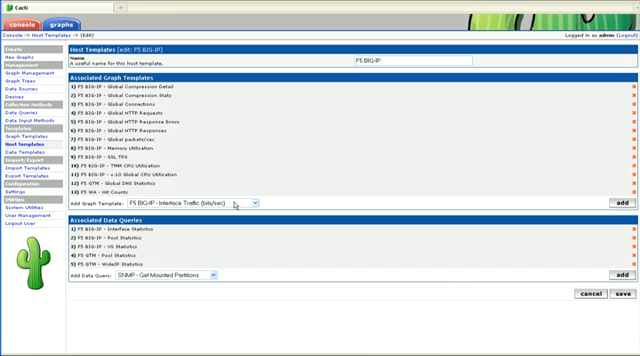 Cacti
console graphs
Console -> Host Templates -> (Edit)
Logged in as admin (Logout)
Create
New Graphs
Management
Graph Management
Graph Trees
Data Sources
Devices
Collection Methods
Data Queries
Data Input Methods
Templates
Graph Templates
Host Templates
Data Templates
Import/Export
Import Templates
Export Templates
Configuration
Settings
Utilities
System Utilities
User Management
Logout User
Host Templates [edit: F5 BIG-IP]
Name
A useful name for this host template.
F5 BIG-IP
Associated Graph Templates
1) F5 BIG-IP - Global Compression Detail
2) F5 BIG-IP - Global Compression Stats
3) F5 BIG-IP - Global Connections
4) F5 BIG-IP - Global HTTP Requests
5) F5 BIG-IP - Global HTTP Response Errors
6) F5 BIG-IP - Global HTTP Responses
7) F5 BIG-IP - Global packets/sec
8) F5 BIG-IP - Memory Utilization
9) F5 BIG-IP - SSL TPS
10) F5 BIG-IP - TMM CPU Utilization
11) F5 BIG-IP - v.10 Global CPU Utilization
12) F5 GTM - Global DNS Statistics
13) F5 WA - Hit Counts
Add Graph Template: F5 BIG-IP - Interface Traffic (bits/sec) add
Associated Data Queries
1) F5 BIG-IP - Interface Statistics
2) F5 BIG-IP - Pool Statistics
3) F5 BIG-IP - VS Statistics
4) F5 GTM - Pool Statistics
5) F5 GTM - WideIP Statistics
Add Data Query: SNMP - Get Mounted Partitions add
cancel save